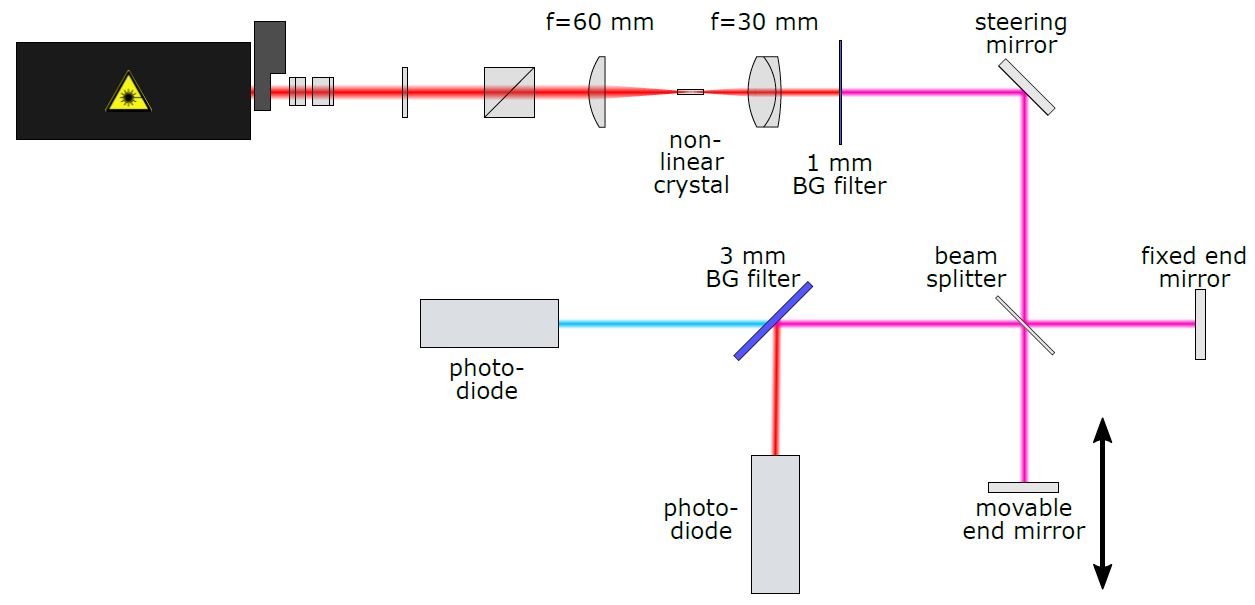 f=60 mm
f=30 mm
steering
mirror
non-
linear
crystal
1 mm
BG filter
3 mm
BG filter
beam
splitter
fixed end
mirror
photo-
diode
photo-
diode
movable
end mirror